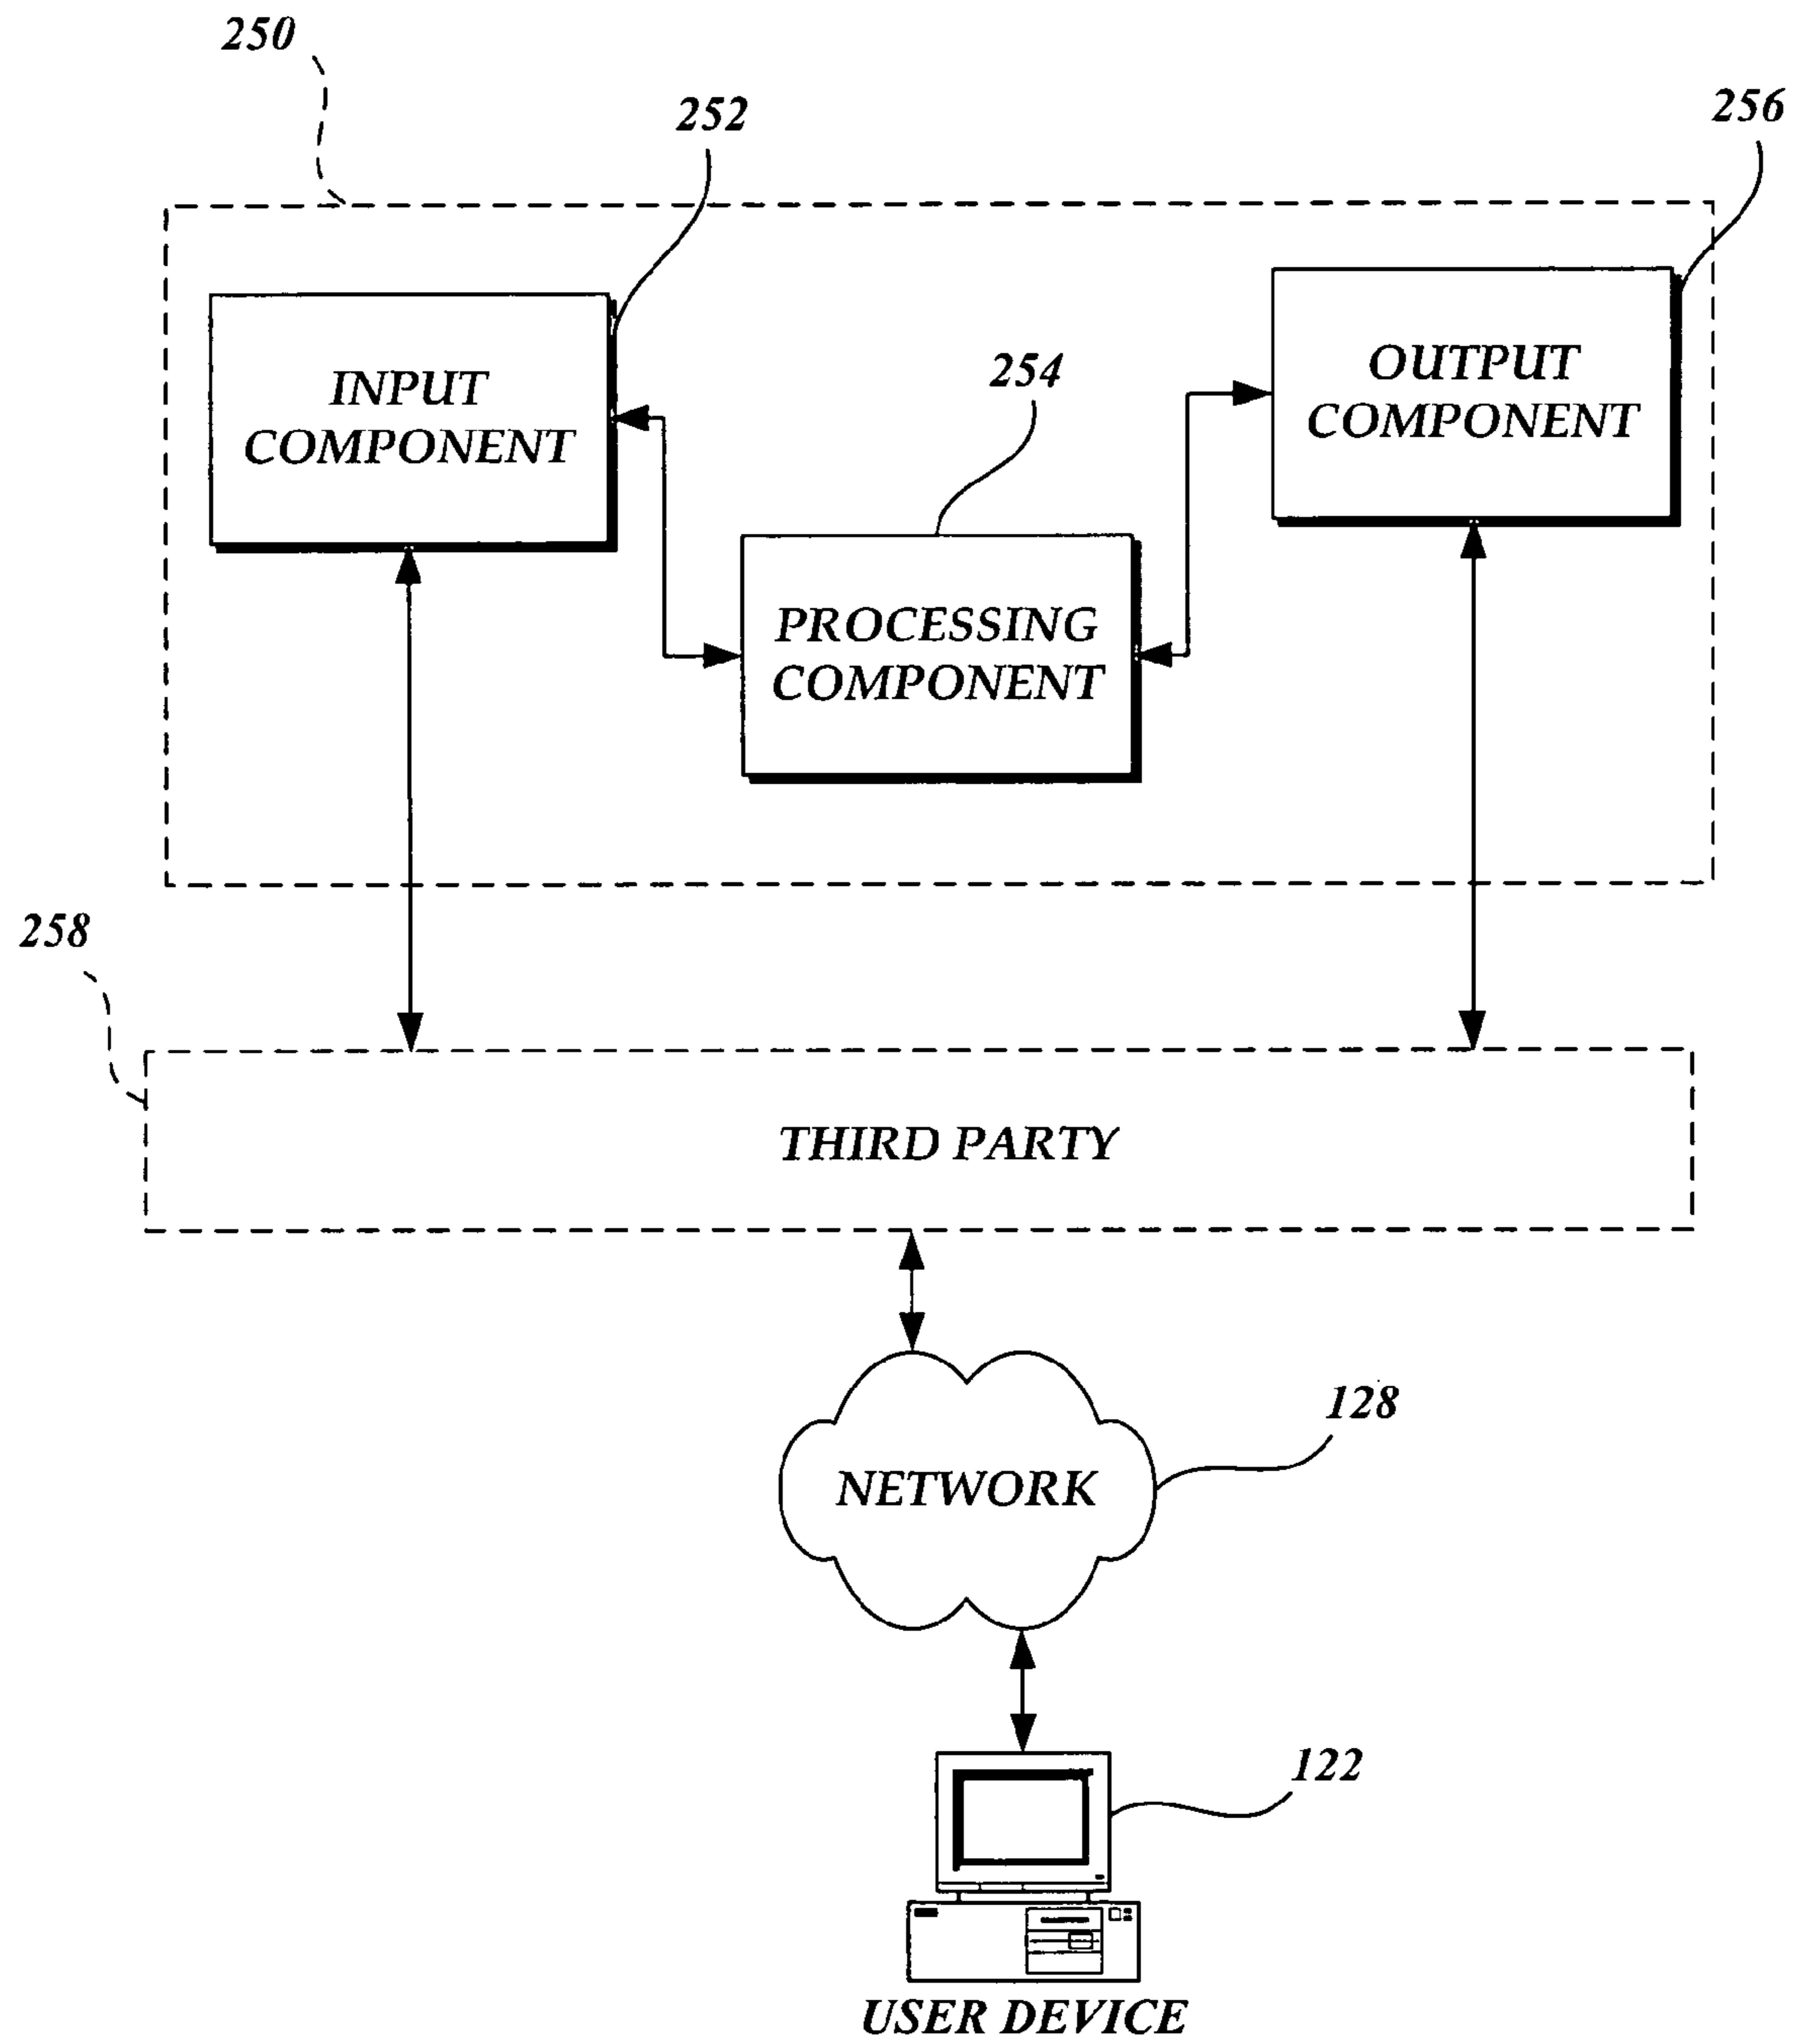 250
252
256
INPUT
COMPONENT
254
OUTPUT
COMPONENT
PROCESSING
COMPONENT
258
THIRD PARTY
128
NETWORK
122
USER DEVICE